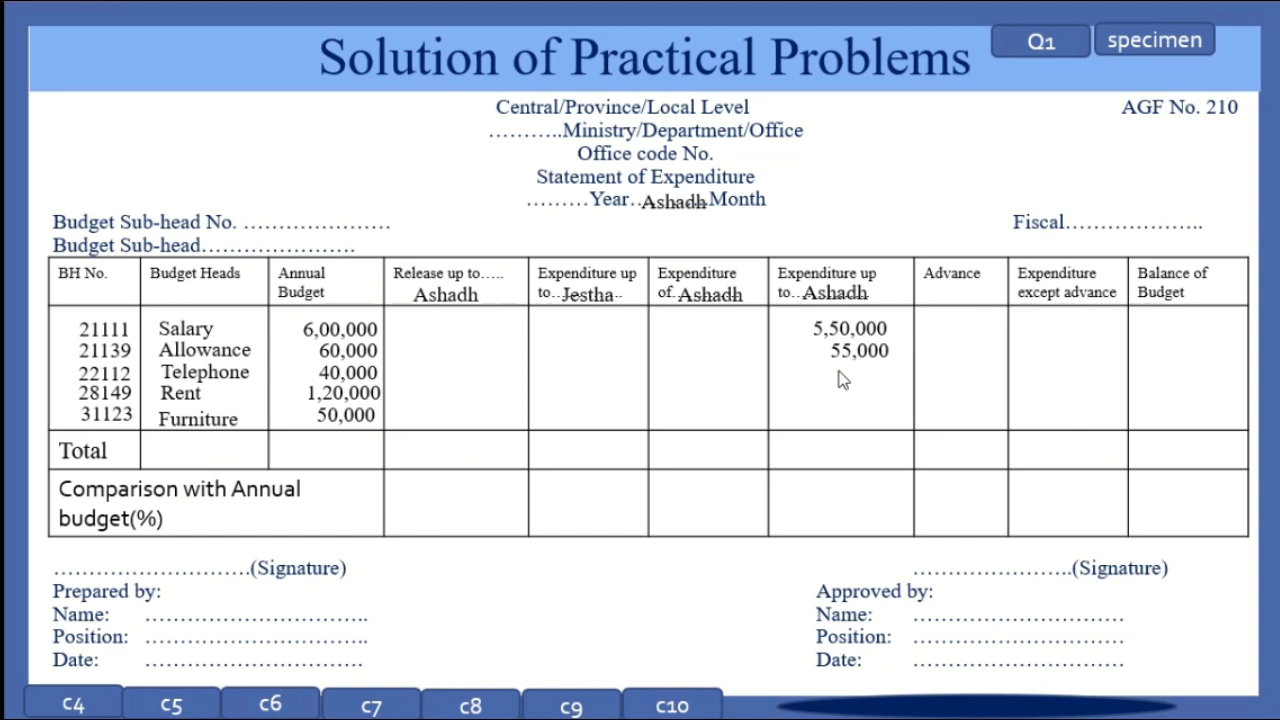 Solution of Practical Problems
Q1
specimen
Central/Province/Local Level
AGF No. 210
………..Ministry/Department/Office
Office code No.
Statement of Expenditure
………Year..Ashadh.Month
Budget Sub-head No. …………………
Fiscal………………..
Budget Sub-head…………………….
BH No. Budget Heads Annual Budget Release up to….. Ashadh Expenditure up to…Jestha.. Expenditure of. Ashadh Expenditure up to…Ashadh Advance Expenditure except advance Balance of Budget
21111 Salary 6,00,000 5,50,000
21139 Allowance 60,000 55,000
22112 Telephone 40,000
28149 Rent 1,20,000
31123 Furniture 50,000
Total
Comparison with Annual
budget(%)
……………………….(Signature) …………………..(Signature)
Prepared by: Approved by:
Name: ………………………….. Name: …………………………
Position: ………………………….. Position: …………………………
Date: …………………………. Date: …………………………
c4 c5 c6 c7 c8 c9 c10